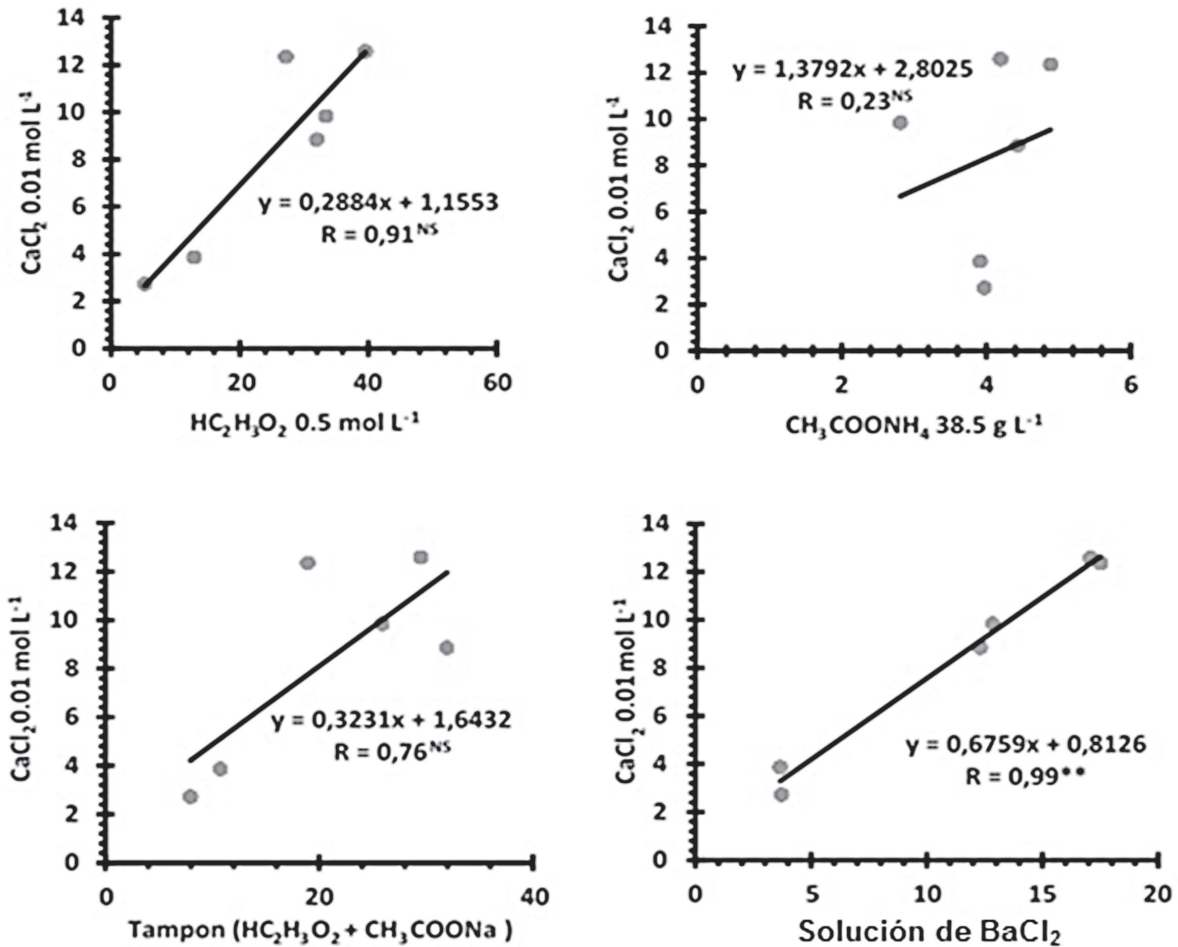 14
12
10
8
6
4
2
0
CaCl₂ 0.01 mol L⁻¹
y = 0,2884x + 1,1553
R = 0,91ᴺˢ
0 20 40 60
HC₂H₃O₂ 0.5 mol L⁻¹
14
12
10
8
6
4
2
0
CaCl₂ 0.01 mol L⁻¹
y = 1,3792x + 2,8025
R = 0,23ᴺˢ
0 2 4 6
CH₃COONH₄ 38.5 g L⁻¹
14
12
10
8
6
4
2
0
CaCl₂0.01 mol L⁻¹
y = 0,3231x + 1,6432
R = 0,76ᴺˢ
0 20 40
Tampon (HC₂H₃O₂ + CH₃COONa )
14
12
10
8
6
4
2
0
CaCl₂ 0.01 mol L⁻¹
y = 0,6759x + 0,8126
R = 0,99**
0 5 10 15 20
Solución de BaCl₂